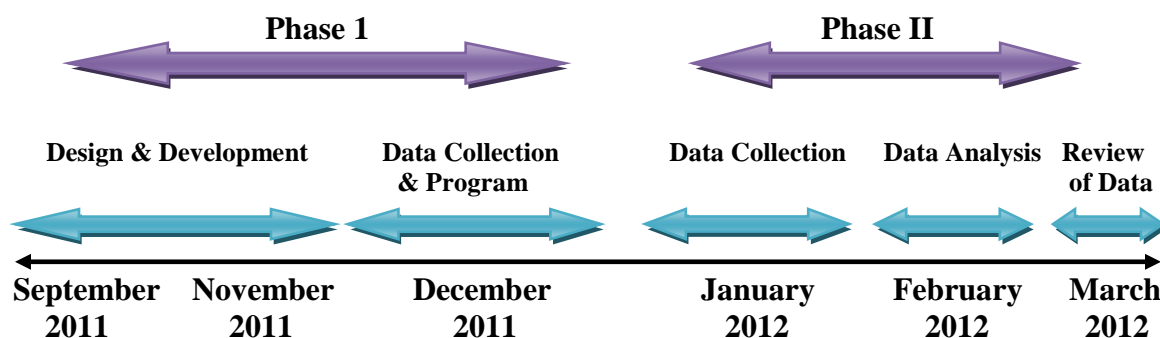 Phase 1
Phase II
Design & Development
Data Collection
& Program
Data Collection
Data Analysis
Review
of Data
September
2011
November
2011
December
2011
January
2012
February
2012
March
2012